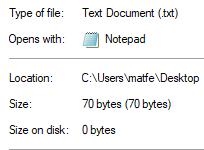 Type of file: Text Document (.txt)
Opens with: Notepad
Location: C:\Users\matfe\Desktop
Size: 70 bytes (70 bytes)
Size on disk: 0 bytes